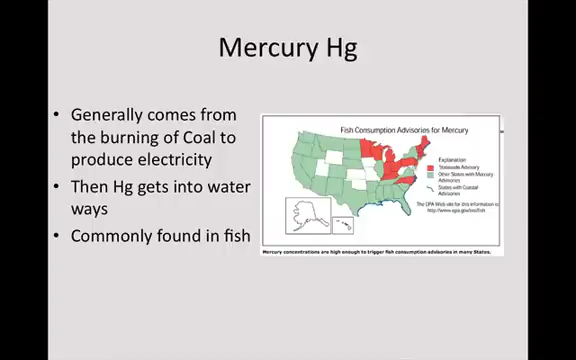 Mercury Hg
• Generally comes from
the burning of Coal to
produce electricity
• Then Hg gets into water
ways
• Commonly found in fish
Fish Consumption Advisories for Mercury
Explanation
Statewide Advisory
Other States with Mercury
Advisories
States with Coastal
Advisories
The EPA Web site for this information is
http://www.epa.gov/ost/fish
Mercury concentrations are high enough to trigger fish consumption advisories in many States.